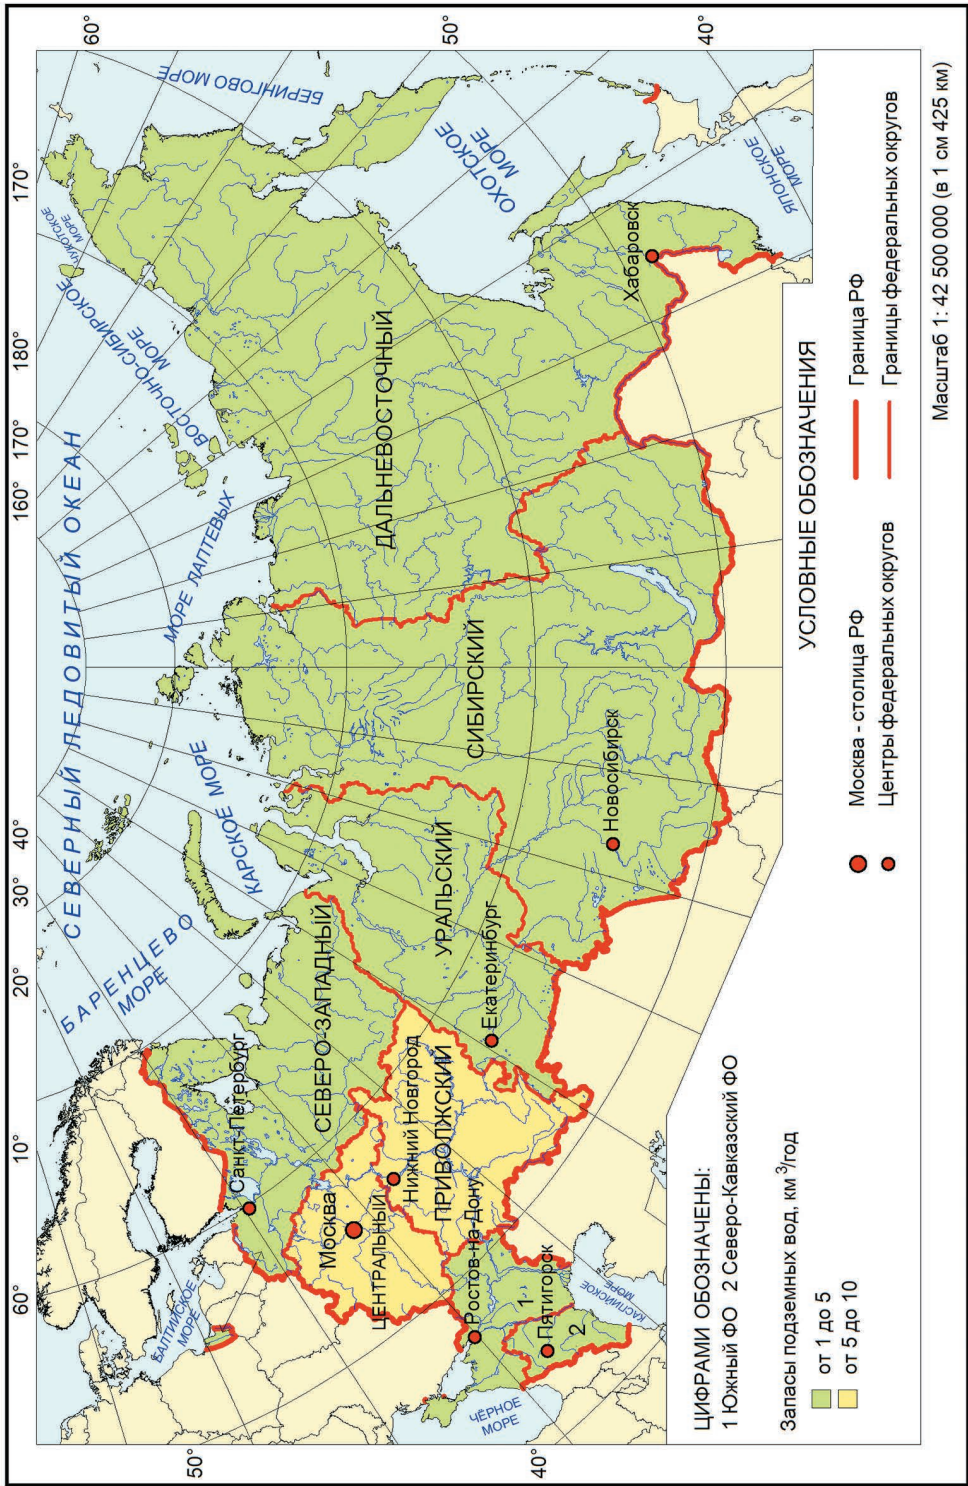 170°
180°
170°
160°
40°
30°
20°
10°
60°
60°
50°
40°
50°
40°
СЕВЕРНЫЙ ЛЕДОВИТЫЙ ОКЕАН
БАРЕНЦЕВО
МОРЕ
КАРСКОЕ МОРЕ
МОРЕ ЛАПТЕВЫХ
ВОСТОЧНО-СИБИРСКОЕ
МОРЕ
ЧУКОТСКОЕ
МОРЕ
БЕРИНГОВО МОРЕ
ОХОТСКОЕ
МОРЕ
ЯПОНСКОЕ
МОРЕ
БАЛТИЙСКОЕ
МОРЕ
ЧЁРНОЕ
МОРЕ
КАСПИЙСКОЕ
МОРЕ
Санкт-Петербург
СЕВЕРО-ЗАПАДНЫЙ
Москва
ЦЕНТРАЛЬНЫЙ
Нижний Новгород
ПРИВОЛЖСКИЙ
Ростов-на-Дону
1
Пятигорск
2
УРАЛЬСКИЙ
Екатеринбург
СИБИРСКИЙ
Новосибирск
ДАЛЬНЕВОСТОЧНЫЙ
Хабаровск
ЦИФРАМИ ОБОЗНАЧЕНЫ:
1 Южный ФО 2 Северо-Кавказский ФО
Запасы подземных вод, км³/год
от 1 до 5
от 5 до 10
УСЛОВНЫЕ ОБОЗНАЧЕНИЯ
Москва - столица РФ
Центры федеральных округов
Граница РФ
Границы федеральных округов
Масштаб 1: 42 500 000 (в 1 см 425 км)